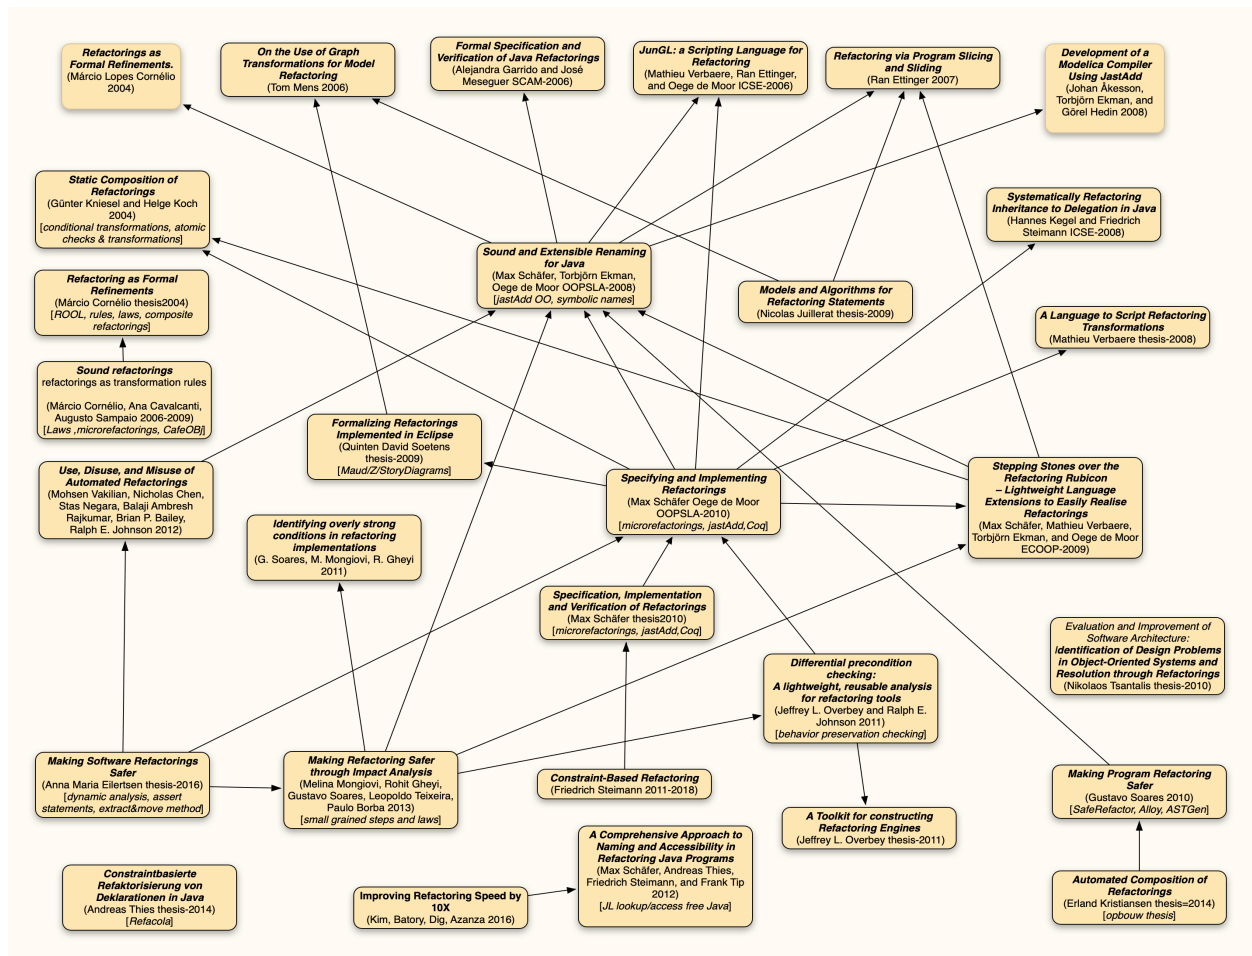 Refactorings as
Formal Refinements.
(Márcio Lopes Cornélio
2004)
On the Use of Graph
Transformations for Model
Refactoring
(Tom Mens 2006)
Formal Specification and
Verification of Java Refactorings
(Alejandra Garrido and José
Meseguer SCAM-2006)
JunGL: a Scripting Language for
Refactoring
(Mathieu Verbaere, Ran Ettinger,
and Oege de Moor ICSE-2006)
Refactoring via Program Slicing
and Sliding
(Ran Ettinger 2007)
Development of a
Modelica Compiler
Using JastAdd
(Johan Åkesson,
Torbjörn Ekman, and
Görel Hedin 2008)
Static Composition of
Refactorings
(Günter Kniesel and Helge Koch
2004)
[conditional transformations, atomic
checks & transformations]
Systematically Refactoring
Inheritance to Delegation in Java
(Hannes Kegel and Friedrich
Steimann ICSE-2008)
Sound and Extensible Renaming
for Java
(Max Schäfer, Torbjörn Ekman,
Oege de Moor OOPSLA-2008)
[jastAdd OO, symbolic names]
Refactoring as Formal
Refinements
(Márcio Cornélio thesis2004)
[ROOL, rules, laws, composite
refactorings]
Models and Algorithms for
Refactoring Statements
(Nicolas Juillerat thesis-2009)
A Language to Script Refactoring
Transformations
(Mathieu Verbaere thesis-2008)
Sound refactorings
refactorings as transformation rules
(Márcio Cornélio, Ana Cavalcanti,
Augusto Sampaio 2006-2009)
[Laws ,microrefactorings, CafeOBj]
Formalizing Refactorings
Implemented in Eclipse
(Quinten David Soetens
thesis-2009)
[Maud/Z/StoryDiagrams]
Use, Disuse, and Misuse of
Automated Refactorings
(Mohsen Vakilian, Nicholas Chen,
Stas Negara, Balaji Ambresh
Rajkumar, Brian P. Bailey,
Ralph E. Johnson 2012)
Specifying and Implementing
Refactorings
(Max Schäfer Oege de Moor
OOPSLA-2010)
[microrefactorings, jastAdd,Coq]
Stepping Stones over the
Refactoring Rubicon
– Lightweight Language
Extensions to Easily Realise
Refactorings
(Max Schäfer, Mathieu Verbaere,
Torbjörn Ekman, and Oege de Moor
ECOOP-2009)
Identifying overly strong
conditions in refactoring
implementations
(G. Soares, M. Mongiovi, R. Gheyi
2011)
Specification, Implementation
and Verification of Refactorings
(Max Schäfer thesis2010)
[microrefactorings, jastAdd,Coq]
Evaluation and Improvement of
Software Architecture:
Identification of Design Problems
in Object-Oriented Systems and
Resolution through Refactorings
(Nikolaos Tsantalis thesis-2010)
Differential precondition
checking:
A lightweight, reusable analysis
for refactoring tools
(Jeffrey L. Overbey and Ralph E.
Johnson 2011)
[behavior preservation checking]
Making Software Refactorings
Safer
(Anna Maria Eilertsen thesis-2016)
[dynamic analysis, assert
statements, extract&move method]
Making Refactoring Safer
through Impact Analysis
(Melina Mongiovi, Rohit Gheyi,
Gustavo Soares, Leopoldo Teixeira,
Paulo Borba 2013)
[small grained steps and laws]
Constraint-Based Refactoring
(Friedrich Steimann 2011-2018)
Making Program Refactoring
Safer
(Gustavo Soares 2010)
[SafeRefactor, Alloy, ASTGen]
A Toolkit for constructing
Refactoring Engines
(Jeffrey L. Overbey thesis-2011)
A Comprehensive Approach to
Naming and Accessibility in
Refactoring Java Programs
(Max Schäfer, Andreas Thies,
Friedrich Steimann, and Frank Tip
2012)
[JL lookup/access free Java]
Constraintbasierte
Refaktorisierung von
Deklarationen in Java
(Andreas Thies thesis-2014)
[Refacola]
Improving Refactoring Speed by
10X
(Kim, Batory, Dig, Azanza 2016)
Automated Composition of
Refactorings
(Erland Kristiansen thesis=2014)
[opbouw thesis]